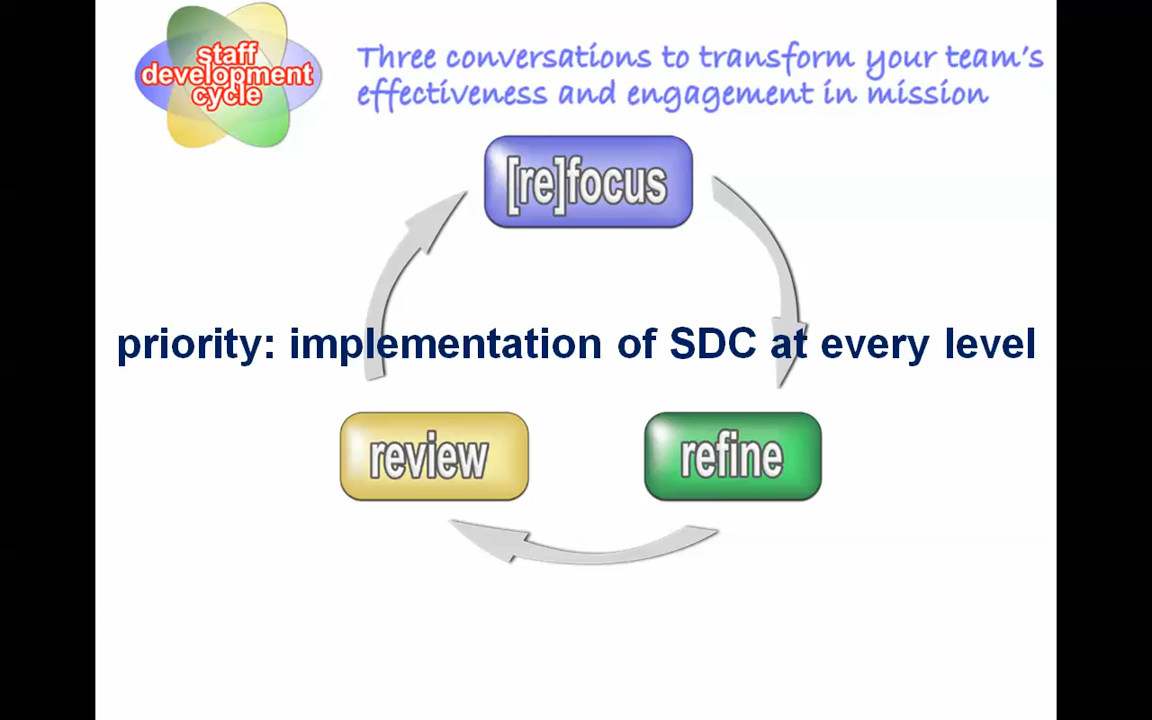 staff
development
cycle
Three conversations to transform your team's
effectiveness and engagement in mission
[re]focus
priority: implementation of SDC at every level
review
refine